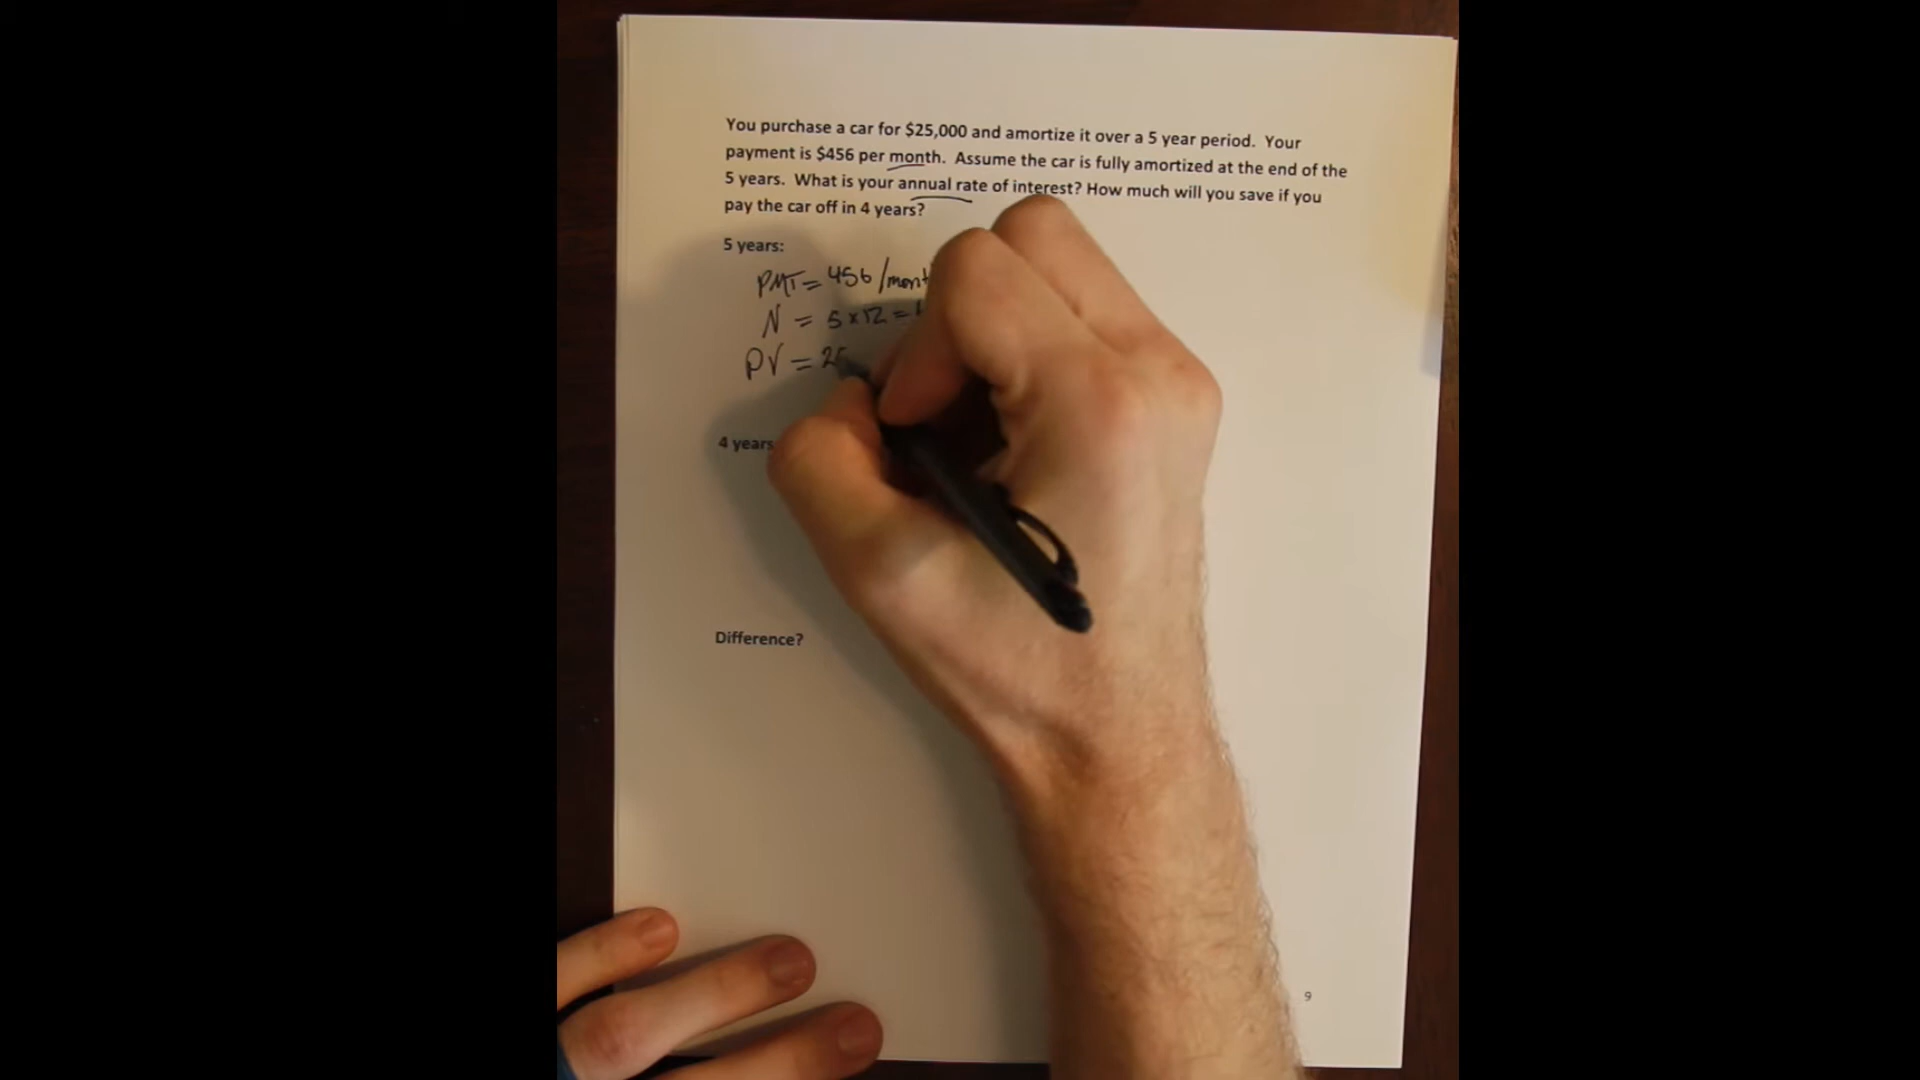 You purchase a car for $25,000 and amortize it over a 5 year period. Your
payment is $456 per month. Assume the car is fully amortized at the end of the
5 years. What is your annual rate of interest? How much will you save if you
pay the car off in 4 years?
5 years:
PMT = 456 /mont
N = 5 x 12 =
PV = 25
4 years
Difference?
9